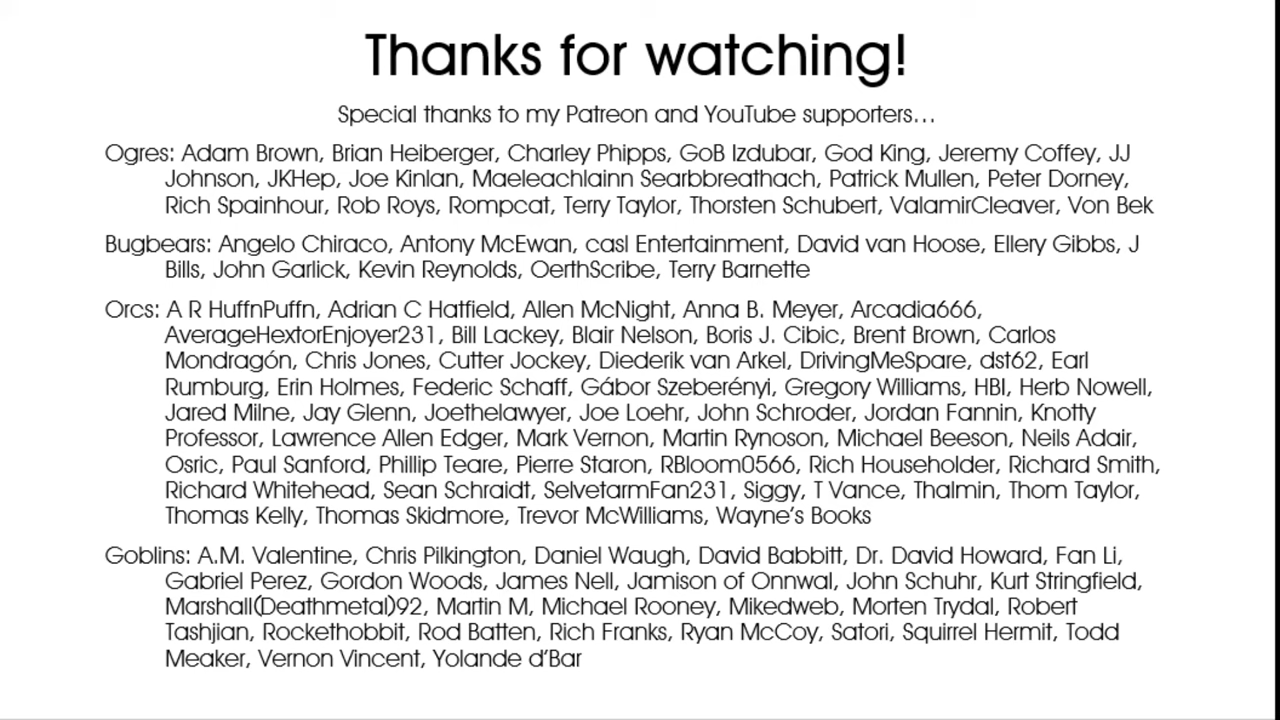 Thanks for watching!
Special thanks to my Patreon and YouTube supporters...
Ogres: Adam Brown, Brian Heiberger, Charley Phipps, GoB Izdubar, God King, Jeremy Coffey, JJ
Johnson, JKHep, Joe Kinlan, Maeleachlainn Searbbreathach, Patrick Mullen, Peter Dorney,
Rich Spainhour, Rob Roys, Rompcat, Terry Taylor, Thorsten Schubert, ValamirCleaver, Von Bek
Bugbears: Angelo Chiraco, Antony McEwan, casl Entertainment, David van Hoose, Ellery Gibbs, J
Bills, John Garlick, Kevin Reynolds, OerthScribe, Terry Barnette
Orcs: A R HuffnPuffn, Adrian C Hatfield, Allen McNight, Anna B. Meyer, Arcadia666,
AverageHextorEnjoyer231, Bill Lackey, Blair Nelson, Boris J. Cibic, Brent Brown, Carlos
Mondragón, Chris Jones, Cutter Jockey, Diederik van Arkel, DrivingMeSpare, dst62, Earl
Rumburg, Erin Holmes, Federic Schaff, Gábor Szeberényi, Gregory Williams, HBI, Herb Nowell,
Jared Milne, Jay Glenn, Joethelawyer, Joe Loehr, John Schroder, Jordan Fannin, Knotty
Professor, Lawrence Allen Edger, Mark Vernon, Martin Rynoson, Michael Beeson, Neils Adair,
Osric, Paul Sanford, Phillip Teare, Pierre Staron, RBloom0566, Rich Householder, Richard Smith,
Richard Whitehead, Sean Schraidt, SelvetarmFan231, Siggy, T Vance, Thalmin, Thom Taylor,
Thomas Kelly, Thomas Skidmore, Trevor McWilliams, Wayne's Books
Goblins: A.M. Valentine, Chris Pilkington, Daniel Waugh, David Babbitt, Dr. David Howard, Fan Li,
Gabriel Perez, Gordon Woods, James Nell, Jamison of Onnwal, John Schuhr, Kurt Stringfield,
Marshall(Deathmetal)92, Martin M, Michael Rooney, Mikedweb, Morten Trydal, Robert
Tashjian, Rockethobbit, Rod Batten, Rich Franks, Ryan McCoy, Satori, Squirrel Hermit, Todd
Meaker, Vernon Vincent, Yolande d'Bar